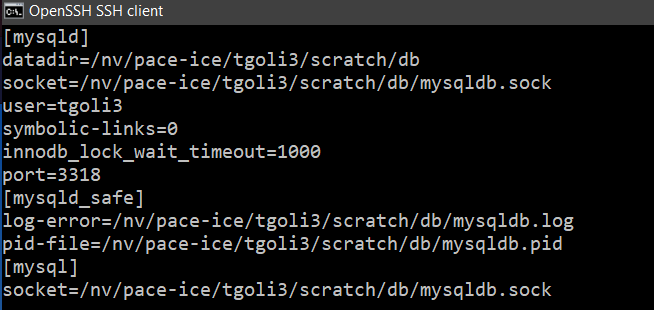 OpenSSH SSH client
[mysqld]
datadir=/nv/pace-ice/tgoli3/scratch/db
socket=/nv/pace-ice/tgoli3/scratch/db/mysqldb.sock
user=tgoli3
symbolic-links=0
innodb_lock_wait_timeout=1000
port=3318
[mysqld_safe]
log-error=/nv/pace-ice/tgoli3/scratch/db/mysqldb.log
pid-file=/nv/pace-ice/tgoli3/scratch/db/mysqldb.pid
[mysql]
socket=/nv/pace-ice/tgoli3/scratch/db/mysqldb.sock